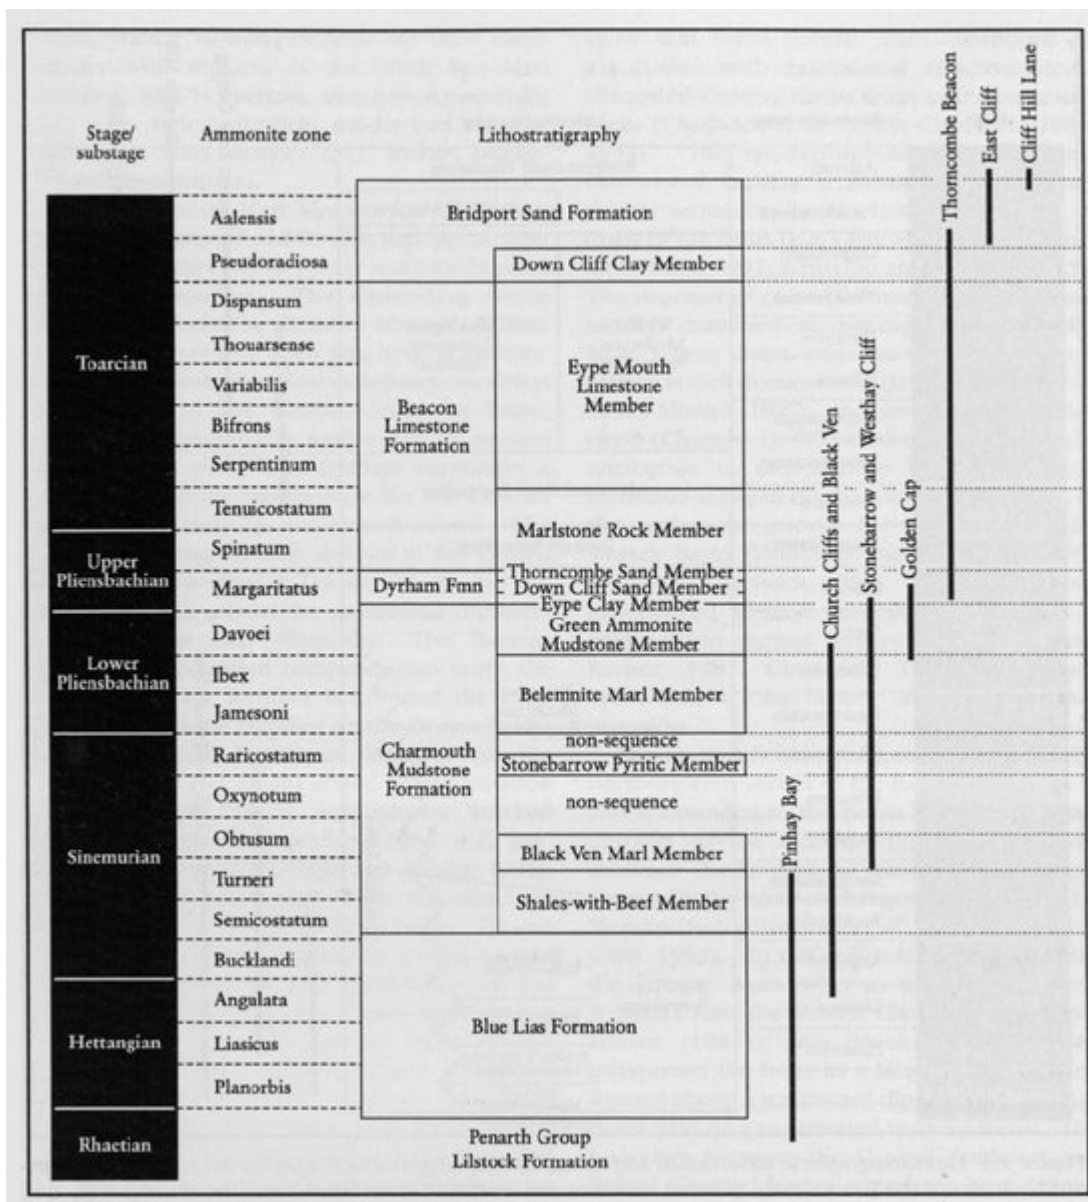 Stage/
substage
Ammonite zone
Lithostratigraphy
Thorncombe Beacon
East Cliff
Cliff Hill Lane
Toarcian
Upper
Pliensbachian
Lower
Pliensbachian
Sinemurian
Hettangian
Rhaetian
Aalensis
Pseudoradiosa
Dispansum
Thouarsense
Variabilis
Bifrons
Serpentinum
Tenuicostatum
Spinatum
Margaritatus
Davoei
Ibex
Jamesoni
Raricostatum
Oxynotum
Obtusum
Turneri
Semicostatum
Bucklandi
Angulata
Liasicus
Planorbis
Bridport Sand Formation
Beacon
Limestone
Formation
Down Cliff Clay Member
Eype Mouth
Limestone
Member
Marlstone Rock Member
Dyrham Fmn
Thorncombe Sand Member
Down Cliff Sand Member
Eype Clay Member
Charmouth
Mudstone
Formation
Green Ammonite
Mudstone Member
Belemnite Marl Member
non-sequence
Stonebarrow Pyritic Member
non-sequence
Black Ven Marl Member
Shales-with-Beef Member
Blue Lias Formation
Penarth Group
Lilstock Formation
Pinhay Bay
Church Cliffs and Black Ven
Stonebarrow and Westhay Cliff
Golden Cap